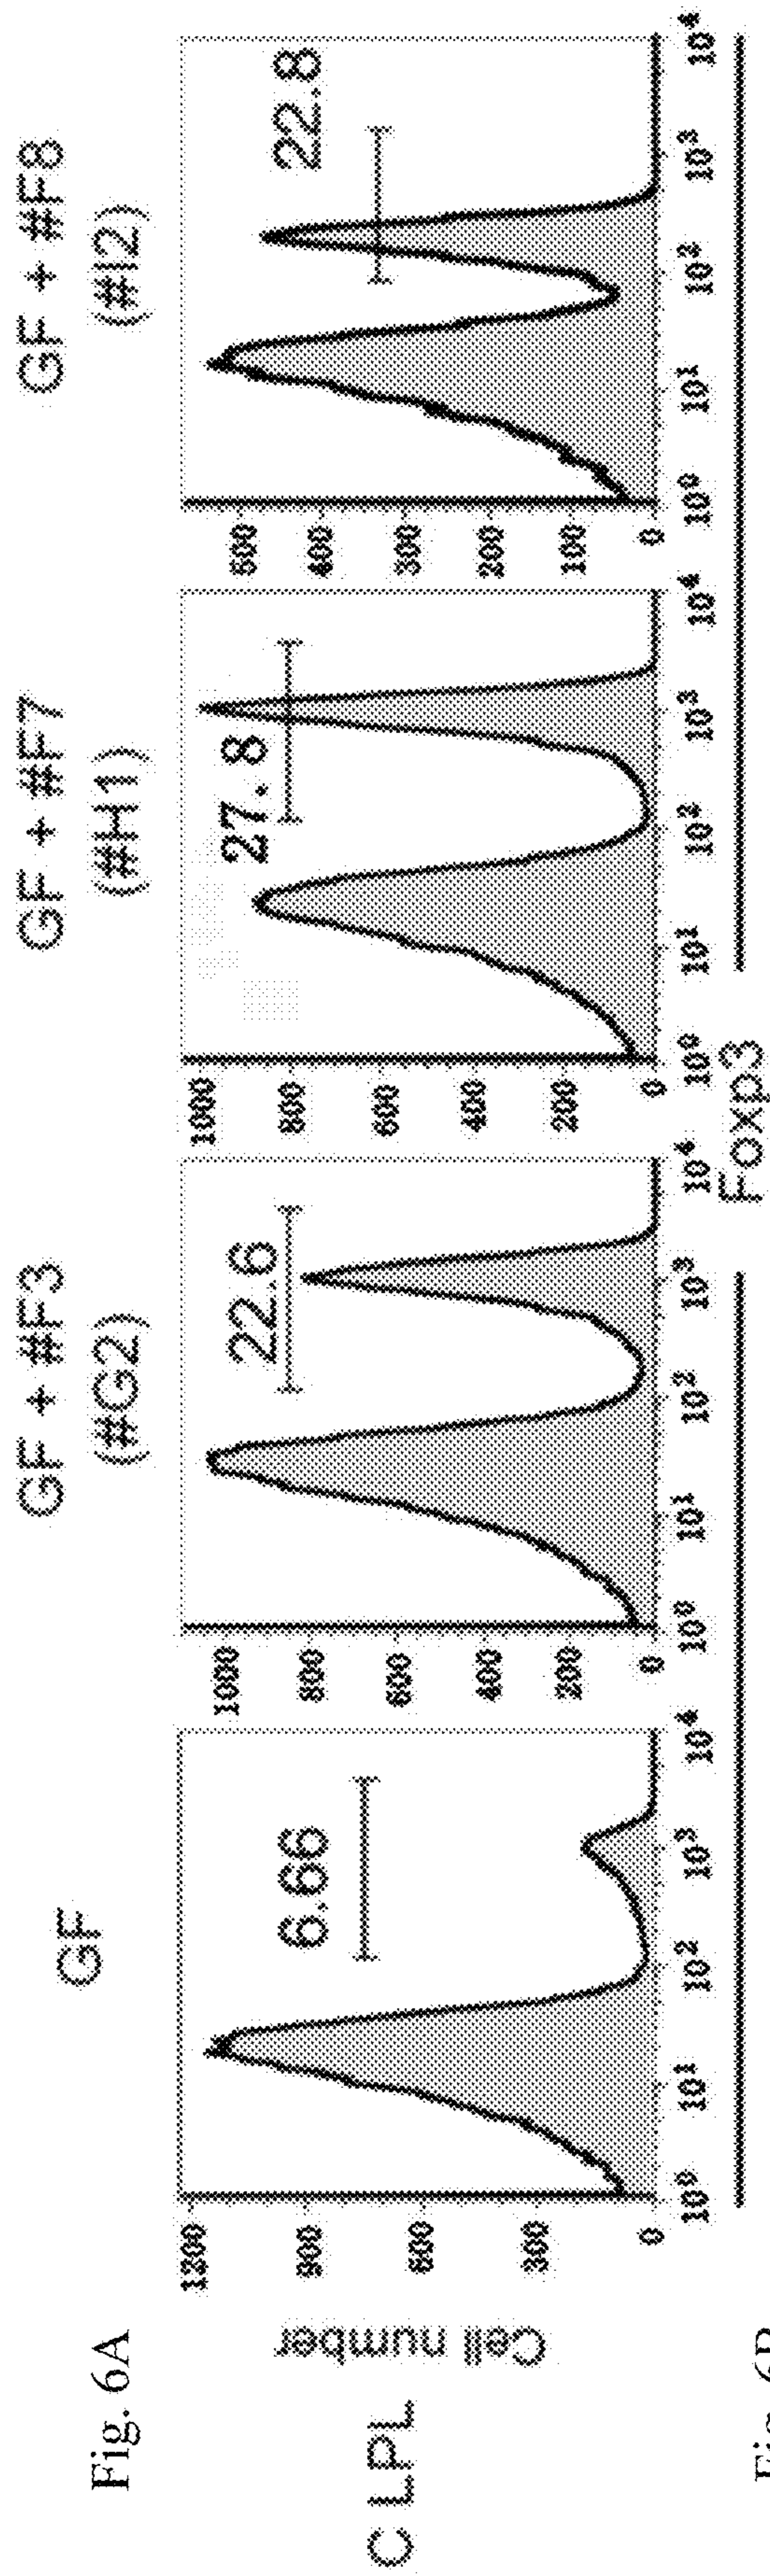 Fig. 6A
GF
GF + #F3
(#G2)
GF + #F7
(#H1)
GF + #F8
(#I2)
C LPL
Cell number
1200
900
600
300
0
6.66
10⁰ 10¹ 10² 10³ 10⁴
1000
800
600
400
200
0
22.6
10⁰ 10¹ 10² 10³ 10⁴
1000
800
600
400
200
0
27.8
10⁰ 10¹ 10² 10³ 10⁴
500
400
300
200
100
0
22.8
10⁰ 10¹ 10² 10³ 10⁴
Foxp3